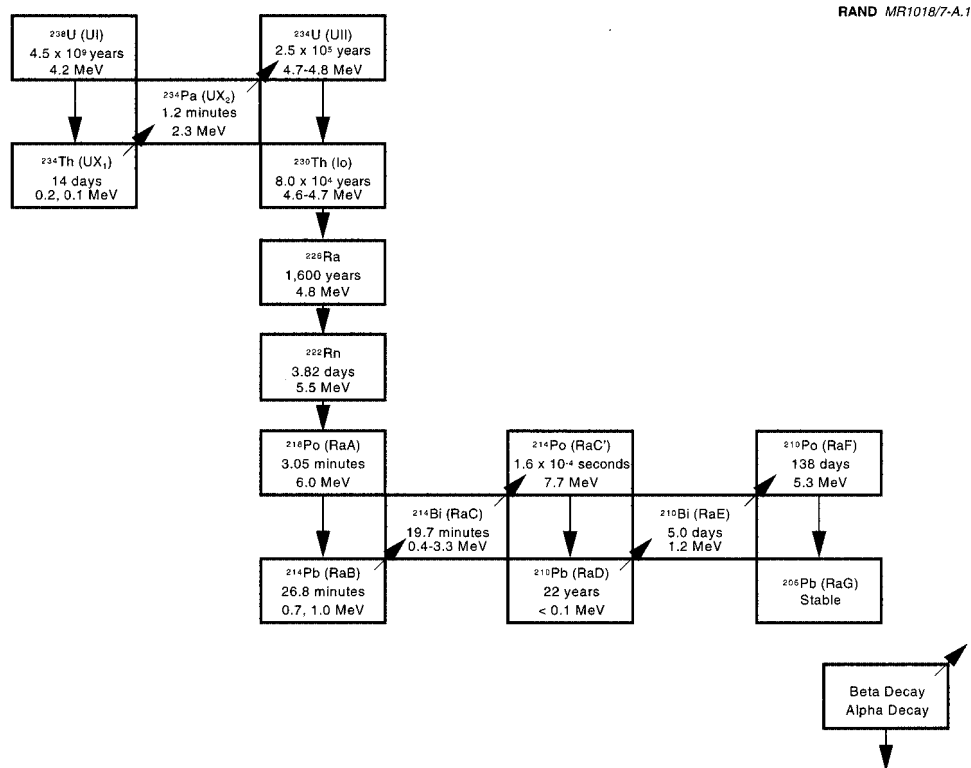 RAND MR1018/7-A.1
²³⁸U (UI)
4.5 x 10⁹ years
4.2 MeV
²³⁴U (UII)
2.5 x 10⁵ years
4.7-4.8 MeV
²³⁴Pa (UX₂)
1.2 minutes
2.3 MeV
²³⁴Th (UX₁)
14 days
0.2, 0.1 MeV
²³⁰Th (Io)
8.0 x 10⁴ years
4.6-4.7 MeV
²²⁶Ra
1,600 years
4.8 MeV
²²²Rn
3.82 days
5.5 MeV
²¹⁸Po (RaA)
3.05 minutes
6.0 MeV
²¹⁴Po (RaC')
1.6 x 10⁻⁴ seconds
7.7 MeV
²¹⁰Po (RaF)
138 days
5.3 MeV
²¹⁴Bi (RaC)
19.7 minutes
0.4-3.3 MeV
²¹⁰Bi (RaE)
5.0 days
1.2 MeV
²¹⁴Pb (RaB)
26.8 minutes
0.7, 1.0 MeV
²¹⁰Pb (RaD)
22 years
< 0.1 MeV
²⁰⁶Pb (RaG)
Stable
Beta Decay
Alpha Decay